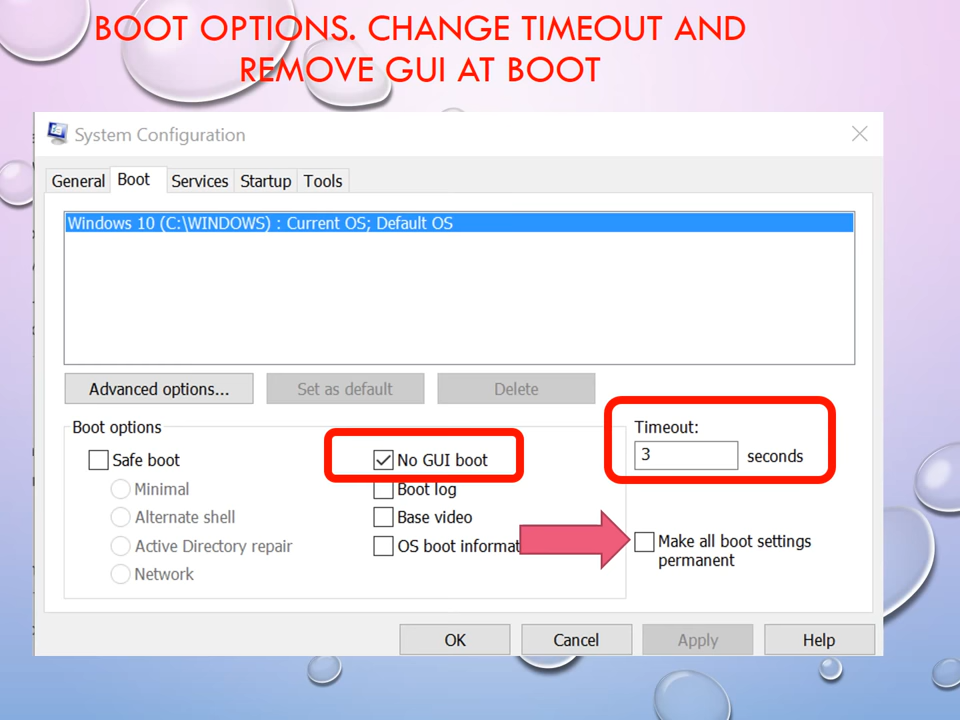 BOOT OPTIONS. CHANGE TIMEOUT AND
REMOVE GUI AT BOOT
System Configuration
General Boot Services Startup Tools
Windows 10 (C:\WINDOWS) : Current OS; Default OS
Advanced options... Set as default Delete
Boot options
Timeout:
Safe boot
No GUI boot
3 seconds
Minimal
Boot log
Alternate shell
Base video
Active Directory repair
OS boot informat
Make all boot settings
permanent
Network
OK Cancel Apply Help